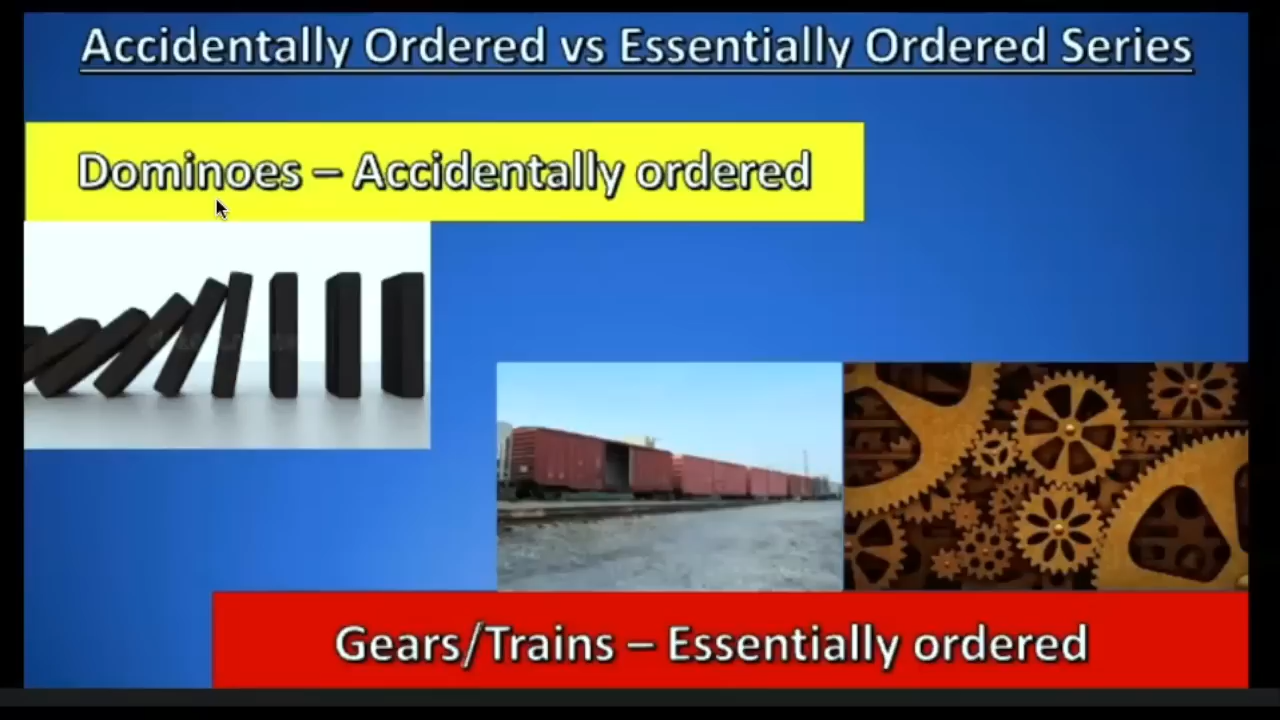 Accidentally Ordered vs Essentially Ordered Series
Dominoes – Accidentally ordered
Gears/Trains – Essentially ordered